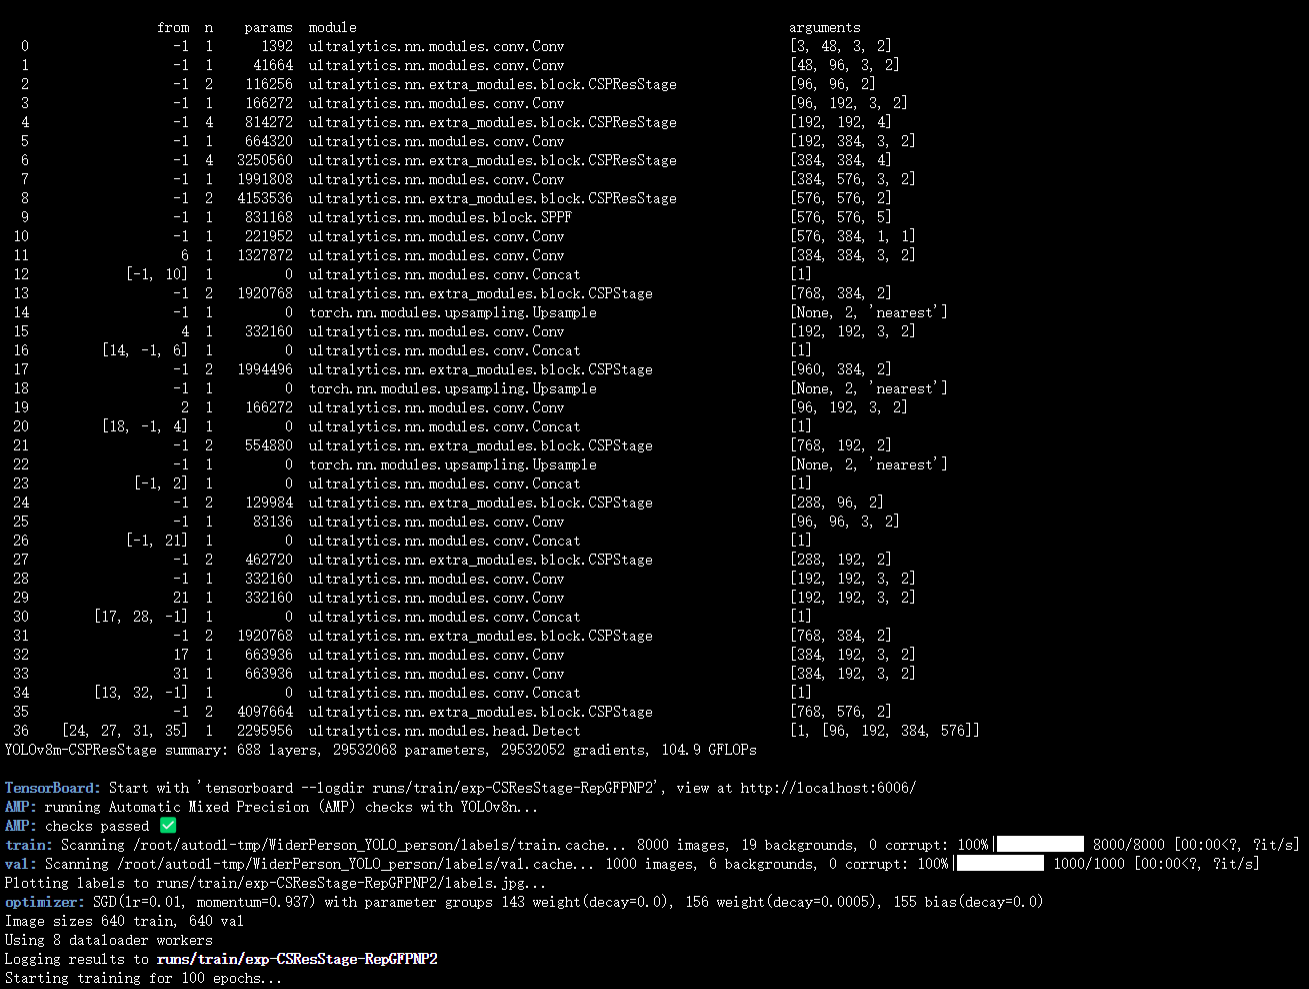 from n params module arguments
0 -1 1 1392 ultralytics.nn.modules.conv.Conv [3, 48, 3, 2]
1 -1 1 41664 ultralytics.nn.modules.conv.Conv [48, 96, 3, 2]
2 -1 2 116256 ultralytics.nn.extra_modules.block.CSPResStage [96, 96, 2]
3 -1 1 166272 ultralytics.nn.modules.conv.Conv [96, 192, 3, 2]
4 -1 4 814272 ultralytics.nn.extra_modules.block.CSPResStage [192, 192, 4]
5 -1 1 664320 ultralytics.nn.modules.conv.Conv [192, 384, 3, 2]
6 -1 4 3250560 ultralytics.nn.extra_modules.block.CSPResStage [384, 384, 4]
7 -1 1 1991808 ultralytics.nn.modules.conv.Conv [384, 576, 3, 2]
8 -1 2 4153536 ultralytics.nn.extra_modules.block.CSPResStage [576, 576, 2]
9 -1 1 831168 ultralytics.nn.modules.block.SPPF [576, 576, 5]
10 -1 1 221952 ultralytics.nn.modules.conv.Conv [576, 384, 1, 1]
11 6 1 1327872 ultralytics.nn.modules.conv.Conv [384, 384, 3, 2]
12 [-1, 10] 1 0 ultralytics.nn.modules.conv.Concat [1]
13 -1 2 1920768 ultralytics.nn.extra_modules.block.CSPStage [768, 384, 2]
14 -1 1 0 torch.nn.modules.upsampling.Upsample [None, 2, 'nearest']
15 4 1 332160 ultralytics.nn.modules.conv.Conv [192, 192, 3, 2]
16 [14, -1, 6] 1 0 ultralytics.nn.modules.conv.Concat [1]
17 -1 2 1994496 ultralytics.nn.extra_modules.block.CSPStage [960, 384, 2]
18 -1 1 0 torch.nn.modules.upsampling.Upsample [None, 2, 'nearest']
19 2 1 166272 ultralytics.nn.modules.conv.Conv [96, 192, 3, 2]
20 [18, -1, 4] 1 0 ultralytics.nn.modules.conv.Concat [1]
21 -1 2 554880 ultralytics.nn.extra_modules.block.CSPStage [768, 192, 2]
22 -1 1 0 torch.nn.modules.upsampling.Upsample [None, 2, 'nearest']
23 [-1, 2] 1 0 ultralytics.nn.modules.conv.Concat [1]
24 -1 2 129984 ultralytics.nn.extra_modules.block.CSPStage [288, 96, 2]
25 -1 1 83136 ultralytics.nn.modules.conv.Conv [96, 96, 3, 2]
26 [-1, 21] 1 0 ultralytics.nn.modules.conv.Concat [1]
27 -1 2 462720 ultralytics.nn.extra_modules.block.CSPStage [288, 192, 2]
28 -1 1 332160 ultralytics.nn.modules.conv.Conv [192, 192, 3, 2]
29 21 1 332160 ultralytics.nn.modules.conv.Conv [192, 192, 3, 2]
30 [17, 28, -1] 1 0 ultralytics.nn.modules.conv.Concat [1]
31 -1 2 1920768 ultralytics.nn.extra_modules.block.CSPStage [768, 384, 2]
32 17 1 663936 ultralytics.nn.modules.conv.Conv [384, 192, 3, 2]
33 31 1 663936 ultralytics.nn.modules.conv.Conv [384, 192, 3, 2]
34 [13, 32, -1] 1 0 ultralytics.nn.modules.conv.Concat [1]
35 -1 2 4097664 ultralytics.nn.extra_modules.block.CSPStage [768, 576, 2]
36 [24, 27, 31, 35] 1 2295956 ultralytics.nn.modules.head.Detect [1, [96, 192, 384, 576]]
YOLOv8m-CSPResStage summary: 688 layers, 29532068 parameters, 29532052 gradients, 104.9 GFLOPs
TensorBoard: Start with 'tensorboard --logdir runs/train/exp-CSResStage-RepGFPNP2', view at http://localhost:6006/
AMP: running Automatic Mixed Precision (AMP) checks with YOLOv8n...
AMP: checks passed ✅
train: Scanning /root/autodl-tmp/WiderPerson_YOLO_person/labels/train.cache... 8000 images, 19 backgrounds, 0 corrupt: 100%|██████████| 8000/8000 [00:00<?, ?it/s]
val: Scanning /root/autodl-tmp/WiderPerson_YOLO_person/labels/val.cache... 1000 images, 6 backgrounds, 0 corrupt: 100%|██████████| 1000/1000 [00:00<?, ?it/s]
Plotting labels to runs/train/exp-CSResStage-RepGFPNP2/labels.jpg...
optimizer: SGD(lr=0.01, momentum=0.937) with parameter groups 143 weight(decay=0.0), 156 weight(decay=0.0005), 155 bias(decay=0.0)
Image sizes 640 train, 640 val
Using 8 dataloader workers
Logging results to runs/train/exp-CSResStage-RepGFPNP2
Starting training for 100 epochs...